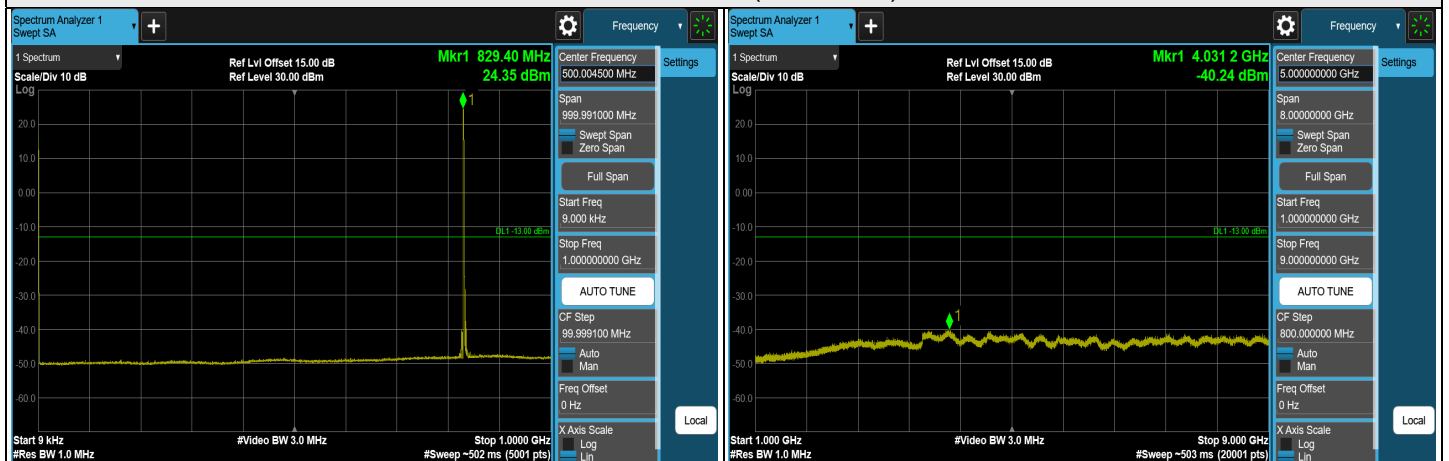 Spectrum Analyzer 1
Swept SA
+
Frequency
1 Spectrum
Scale/Div 10 dB
Log
Ref Lvl Offset 15.00 dB
Ref Level 30.00 dBm
Mkr1 829.40 MHz
24.35 dBm
1
20.0
10.0
0.00
-10.0
-20.0
-30.0
-40.0
-50.0
-60.0
DL1 -13.00 dBm
Start 9 kHz
#Res BW 1.0 MHz
#Video BW 3.0 MHz
Stop 1.0000 GHz
#Sweep ~502 ms (5001 pts)
Center Frequency
500.004500 MHz
Settings
Span
999.991000 MHz
Swept Span
Zero Span
Full Span
Start Freq
9.000 kHz
Stop Freq
1.000000000 GHz
AUTO TUNE
CF Step
99.999100 MHz
Auto
Man
Freq Offset
0 Hz
X Axis Scale
Log
Lin
Local
Spectrum Analyzer 1
Swept SA
+
Frequency
1 Spectrum
Scale/Div 10 dB
Log
Ref Lvl Offset 15.00 dB
Ref Level 30.00 dBm
Mkr1 4.031 2 GHz
-40.24 dBm
1
20.0
10.0
0.00
-10.0
-20.0
-30.0
-40.0
-50.0
-60.0
DL1 -13.00 dBm
Start 1.000 GHz
#Res BW 1.0 MHz
#Video BW 3.0 MHz
Stop 9.000 GHz
#Sweep ~503 ms (20001 pts)
Center Frequency
5.000000000 GHz
Settings
Span
8.00000000 GHz
Swept Span
Zero Span
Full Span
Start Freq
1.000000000 GHz
Stop Freq
9.000000000 GHz
AUTO TUNE
CF Step
800.000000 MHz
Auto
Man
Freq Offset
0 Hz
X Axis Scale
Log
Lin
Local